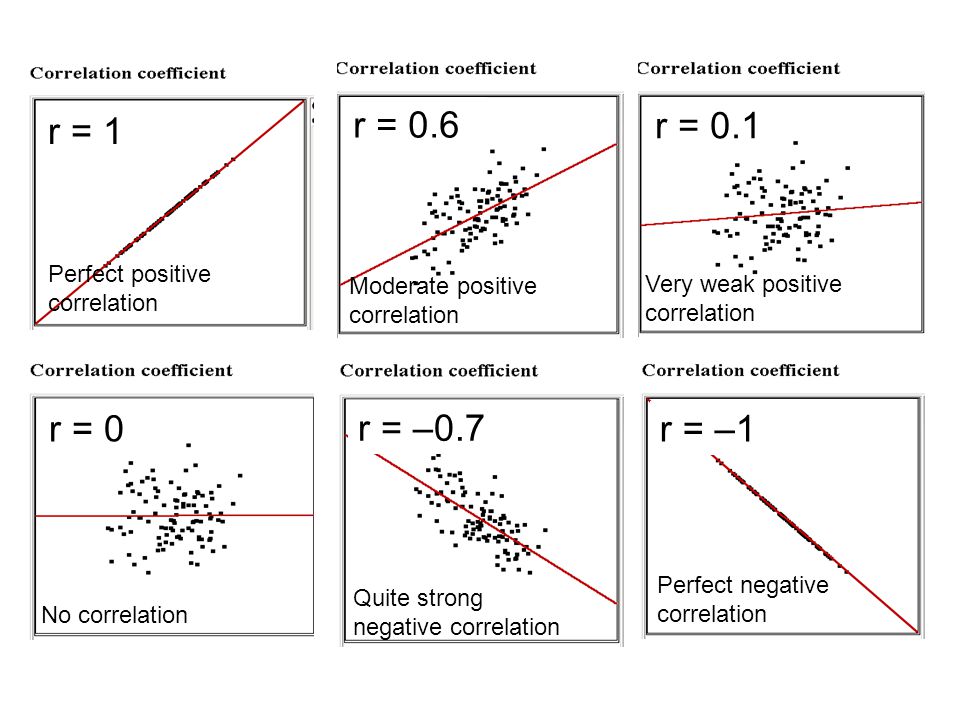 Correlation coefficient
r = 1
Perfect positive
correlation
Correlation coefficient
r = 0.6
Moderate positive
correlation
Correlation coefficient
r = 0.1
Very weak positive
correlation
Correlation coefficient
r = 0
No correlation
Correlation coefficient
r = –0.7
Quite strong
negative correlation
Correlation coefficient
r = –1
Perfect negative
correlation